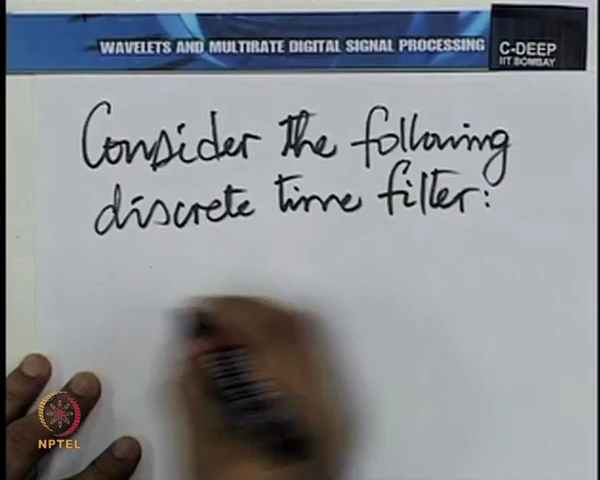 WAVELETS AND MULTIRATE DIGITAL SIGNAL PROCESSING
C-DEEP
IIT BOMBAY
Consider the following
discrete time filter:
NPTEL